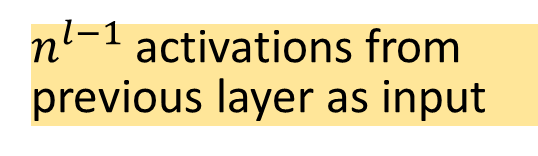 $n^{l-1}$ activations from
previous layer as input